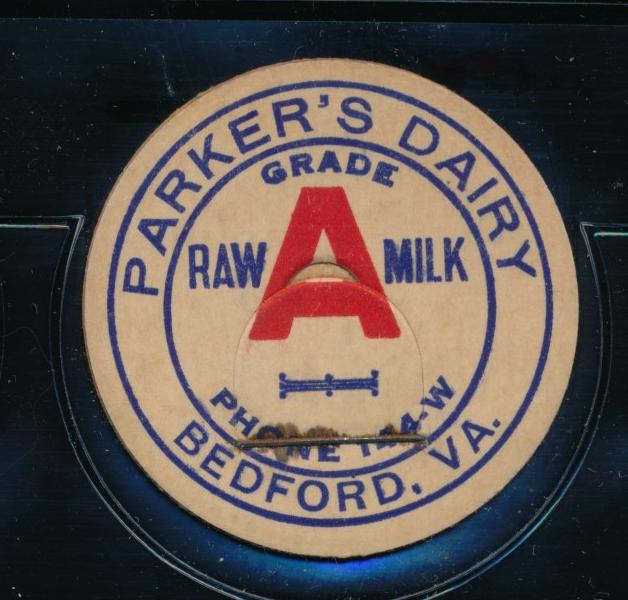 PARKER'S DAIRY
GRADE
A
RAW MILK
PHONE
BEDFORD, VA.